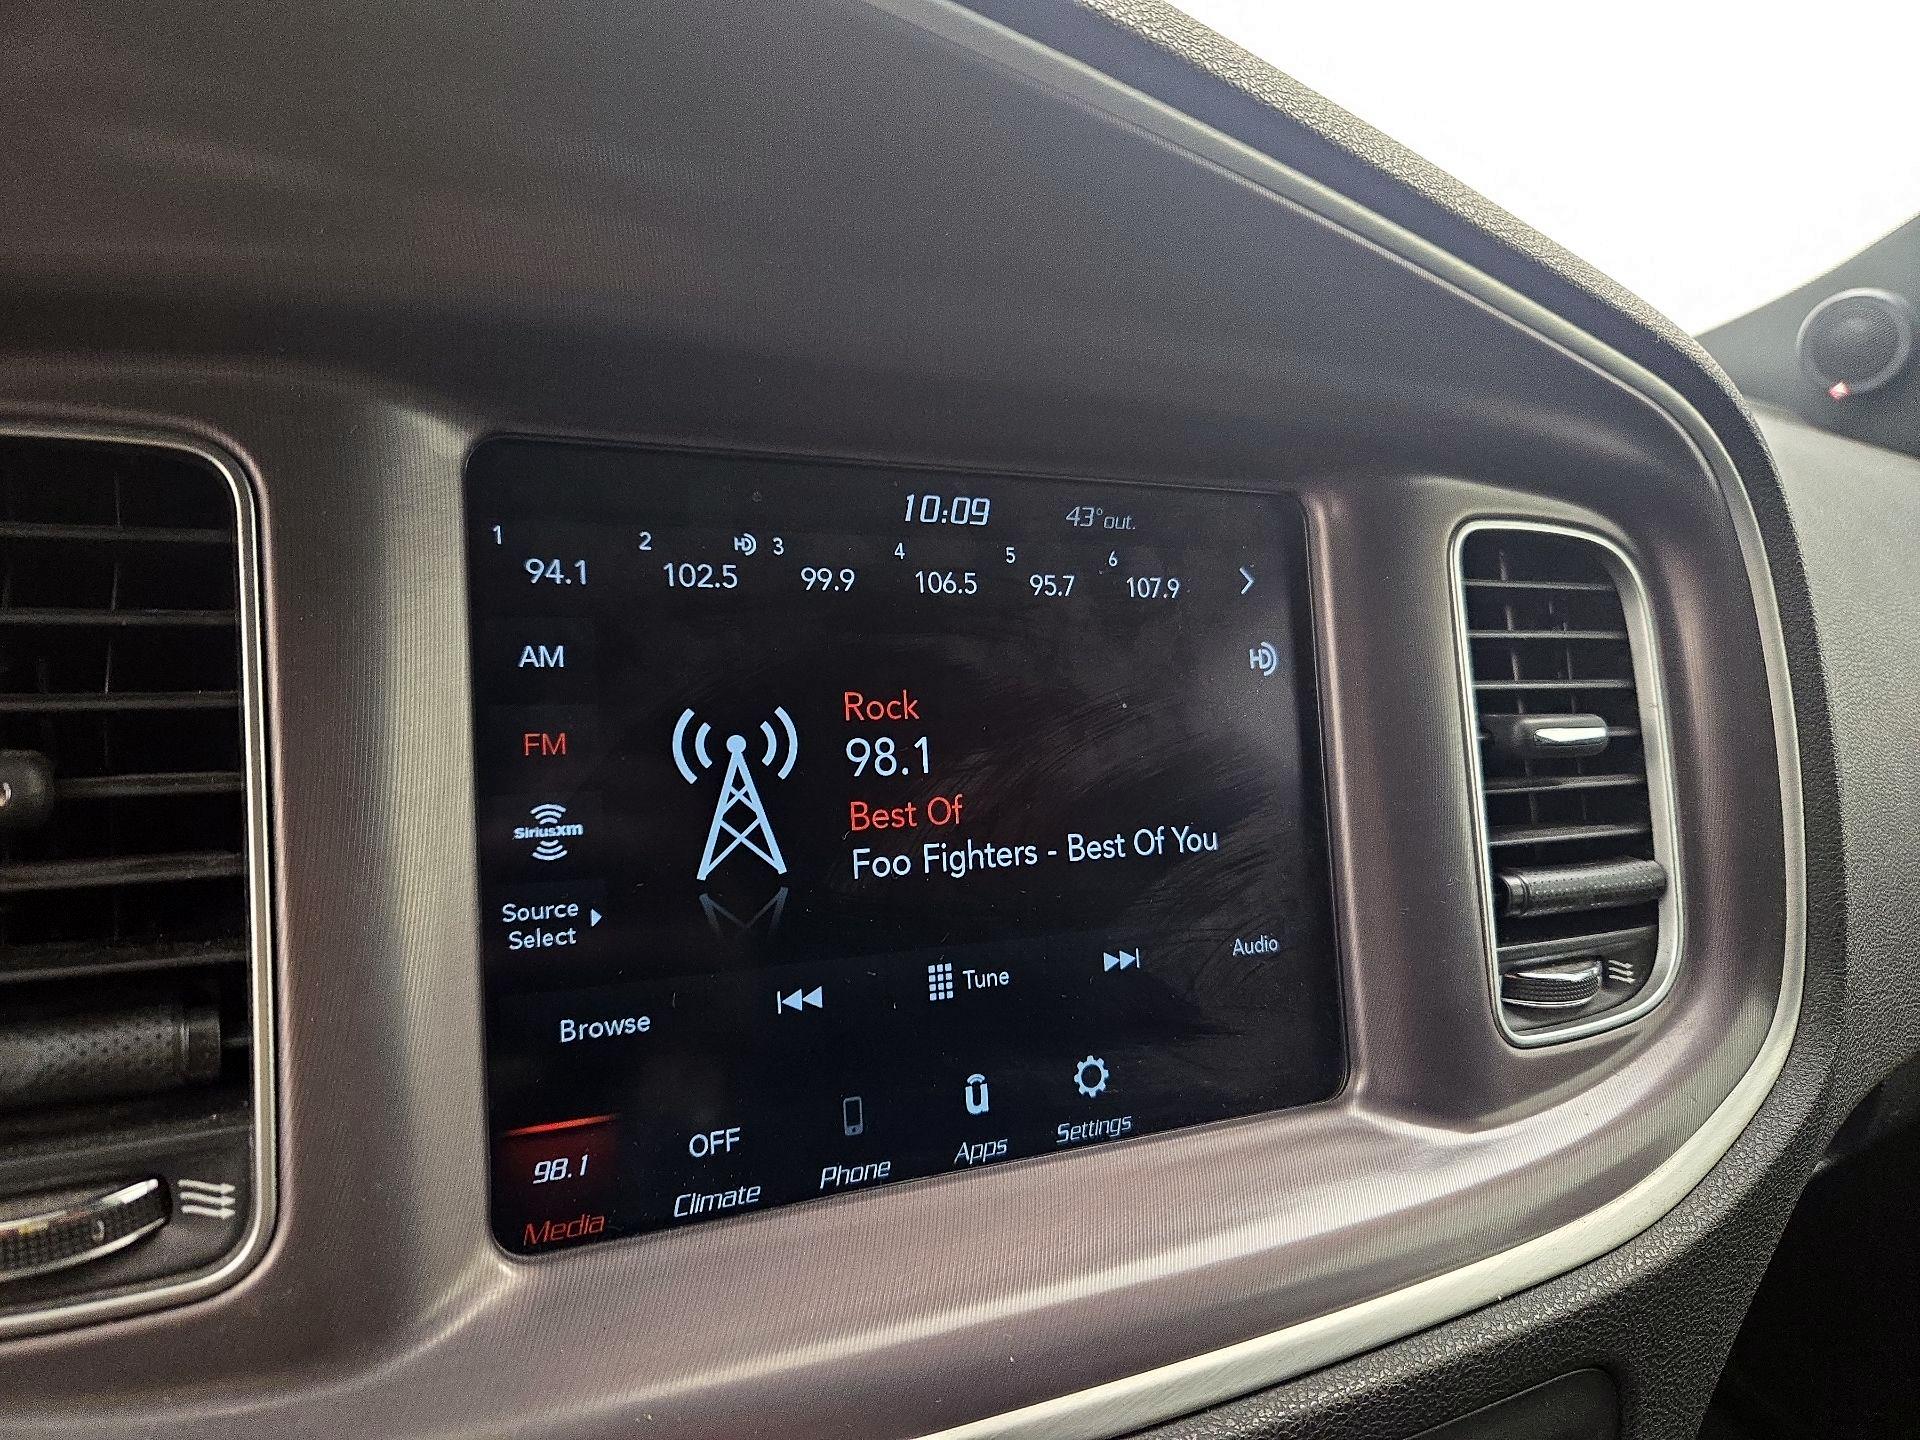 10:09 43° out.
1 2 HD 3 4 5 6
94.1 102.5 99.9 106.5 95.7 107.9
AM
HD
Rock
FM
98.1
Best Of
SiriusXM
Foo Fighters - Best Of You
Source
Select
Browse
Tune
Audio
98.1
Media
OFF
Climate
Phone
u
Apps
Settings